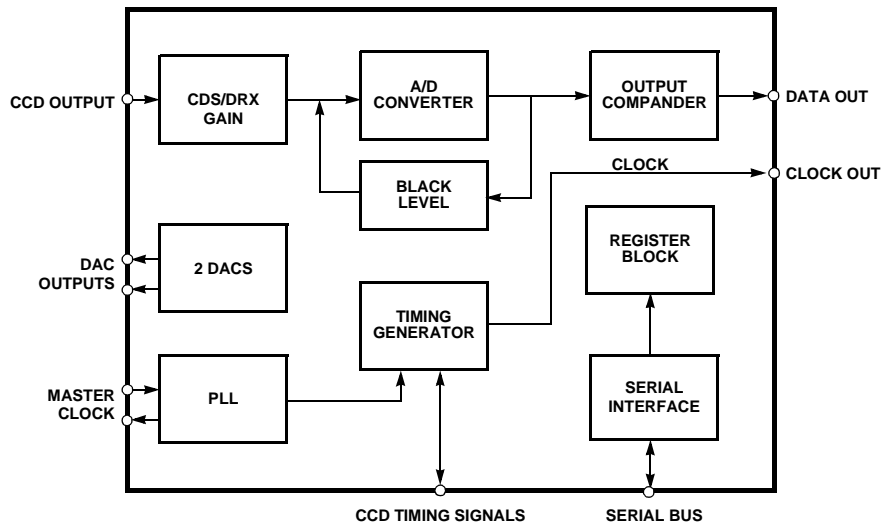 CCD OUTPUT
CDS/DRX
GAIN
A/D
CONVERTER
OUTPUT
COMPANDER
DATA OUT
CLOCK
CLOCK OUT
BLACK
LEVEL
DAC
OUTPUTS
2 DACS
REGISTER
BLOCK
TIMING
GENERATOR
MASTER
CLOCK
PLL
SERIAL
INTERFACE
CCD TIMING SIGNALS
SERIAL BUS